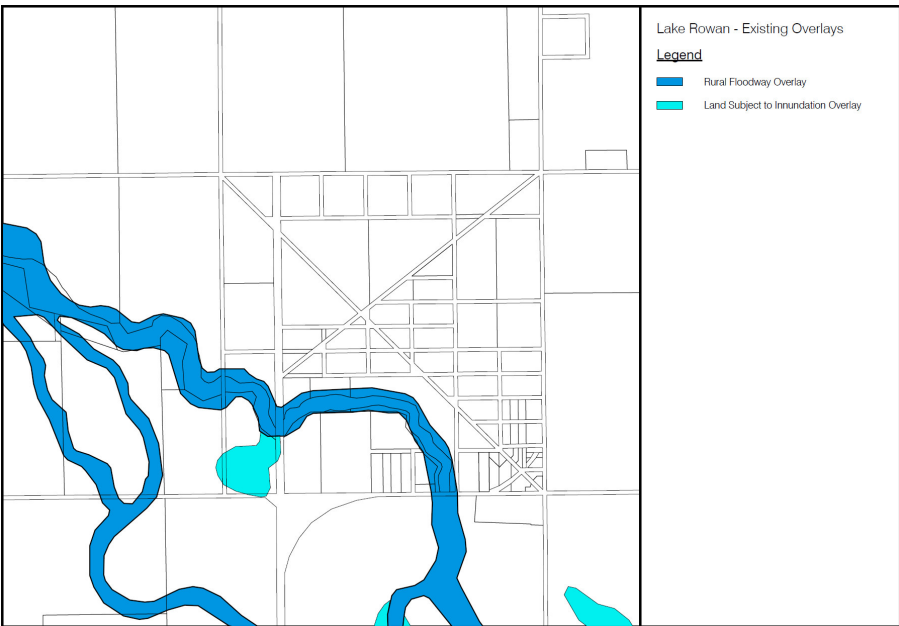 Lake Rowan - Existing Overlays
Legend
Rural Floodway Overlay
Land Subject to Innundation Overlay